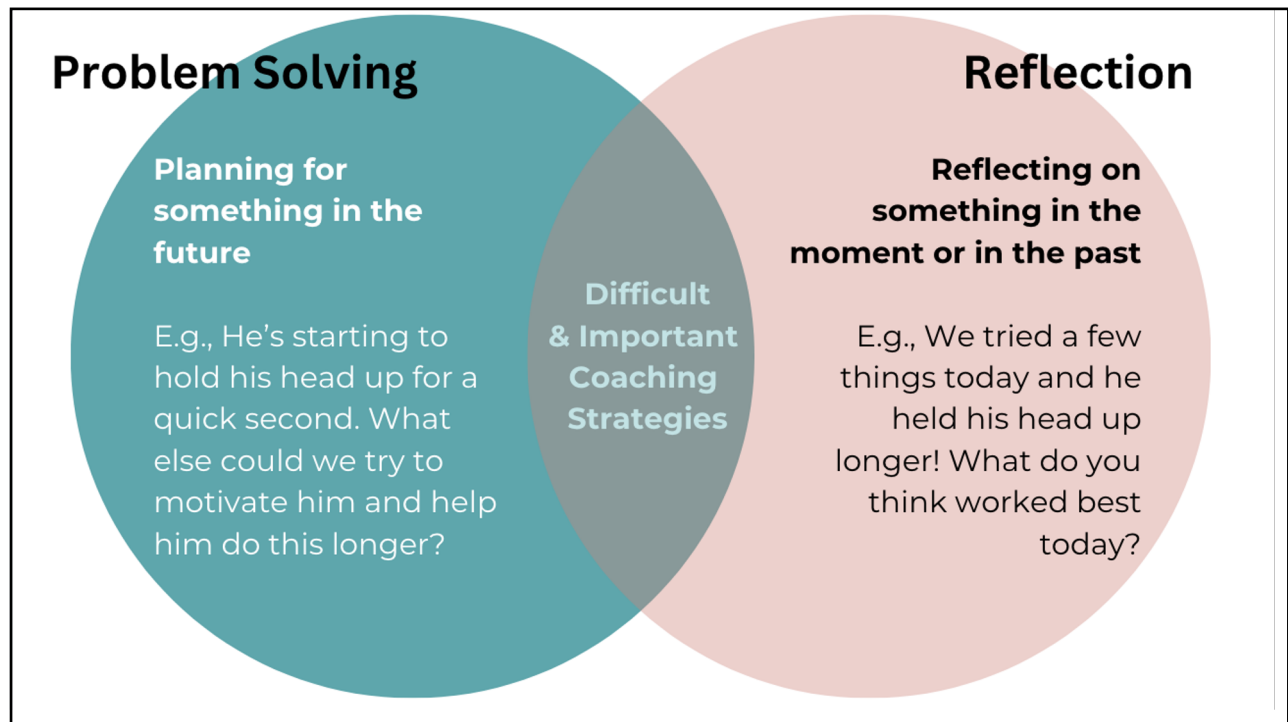 Problem Solving
Planning for
something in the
future
E.g., He’s starting to
hold his head up for a
quick second. What
else could we try to
motivate him and help
him do this longer?
Difficult
& Important
Coaching
Strategies
Reflection
Reflecting on
something in the
moment or in the past
E.g., We tried a few
things today and he
held his head up
longer! What do you
think worked best
today?